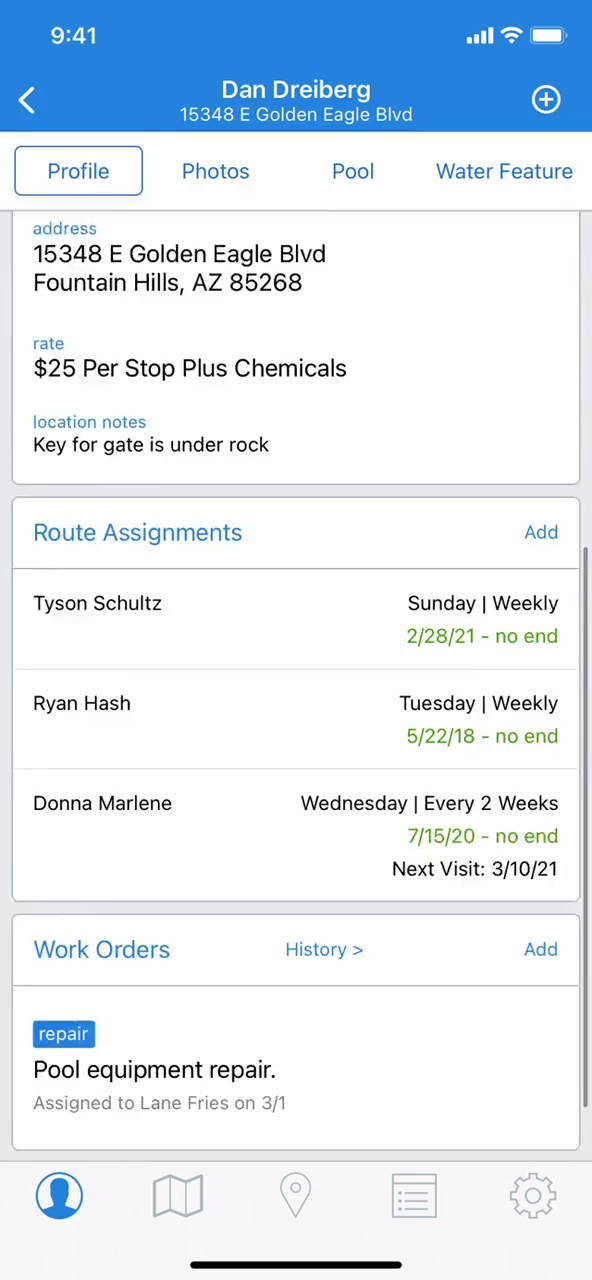 9:41
Dan Dreiberg
15348 E Golden Eagle Blvd
Profile Photos Pool Water Feature
address
15348 E Golden Eagle Blvd
Fountain Hills, AZ 85268
rate
$25 Per Stop Plus Chemicals
location notes
Key for gate is under rock
Route Assignments Add
Tyson Schultz Sunday | Weekly
2/28/21 - no end
Ryan Hash Tuesday | Weekly
5/22/18 - no end
Donna Marlene Wednesday | Every 2 Weeks
7/15/20 - no end
Next Visit: 3/10/21
Work Orders History > Add
repair
Pool equipment repair.
Assigned to Lane Fries on 3/1